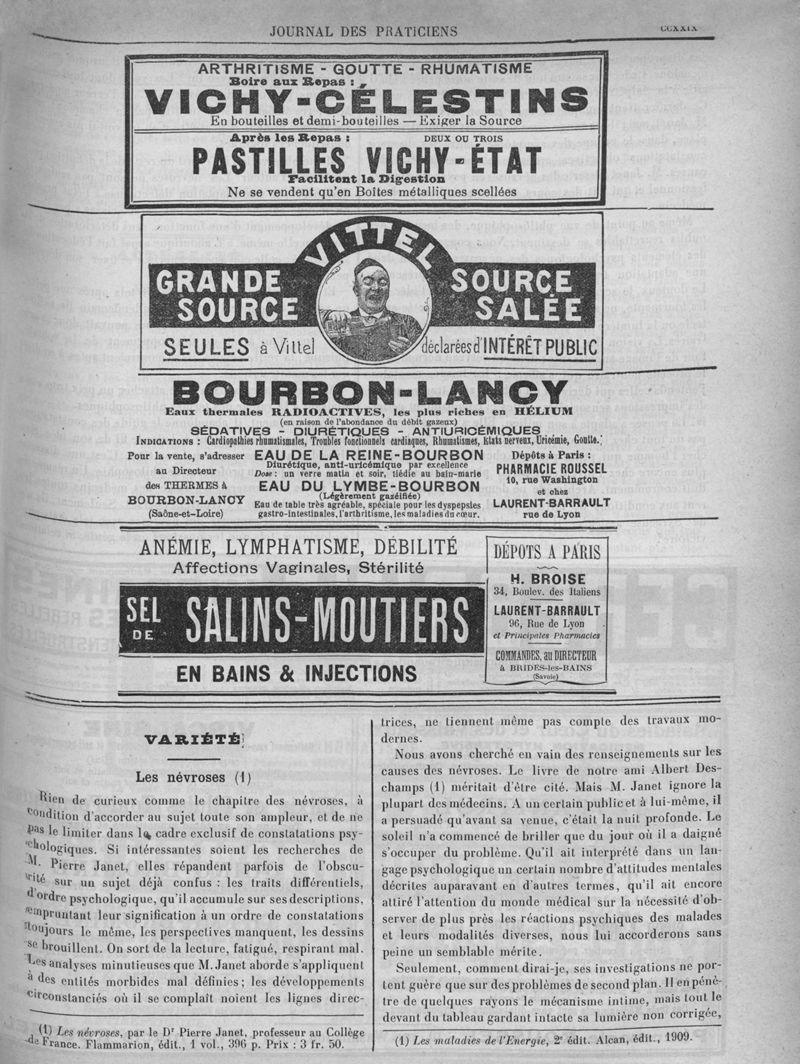 JOURNAL DES PRATICIENS
CCXXIX
ARTHRITISME - GOUTTE - RHUMATISME
Boire aux Repas :
VICHY-CÉLESTINS
En bouteilles et demi-bouteilles — Exiger la Source
Après les Repas : DEUX OU TROIS
PASTILLES VICHY-ÉTAT
Facilitent la Digestion
Ne se vendent qu'en Boîtes métalliques scellées
VITTEL
GRANDE SOURCE
SOURCE SALÉE
SEULES à Vittel déclarées d'INTÉRÊT PUBLIC
BOURBON-LANCY
Eaux thermales RADIOACTIVES, les plus riches en HÉLIUM
(en raison de l'abondance du débit gazeux)
SÉDATIVES - DIURÉTIQUES - ANTIURICÉMIQUES
INDICATIONS : Cardiopathies rhumatismales, Troubles fonctionnels cardiaques, Rhumatismes, Etats nerveux, Uricémie, Goutte.
Pour la vente, s'adresser
au Directeur
des THERMES à
BOURBON-LANCY
(Saône-et-Loire)
EAU DE LA REINE-BOURBON
Diurétique, anti-uricémique par excellence
Dose : un verre matin et soir, tiédie au bain-marie
EAU DU LYMBE-BOURBON
(Légèrement gazéifiée)
Eau de table très agréable, spéciale pour les dyspepsies
gastro-intestinales, l'arthritisme, les maladies du cœur.
Dépôts à Paris :
PHARMACIE ROUSSEL
10, rue Washington
et chez
LAURENT-BARRAULT
rue de Lyon
ANÉMIE, LYMPHATISME, DÉBILITÉ
Affections Vaginales, Stérilité
SEL DE SALINS-MOUTIERS
EN BAINS & INJECTIONS
DÉPOTS A PARIS
H. BROISE
34, Boulev. des Italiens
LAURENT-BARRAULT
96, Rue de Lyon
et Principales Pharmacies
COMMANDES, au DIRECTEUR
à BRIDES-les-BAINS
(Savoie)
VARIÉTÉ
Les névroses (1)
Rien de curieux comme le chapitre des névroses, à
condition d'accorder au sujet toute son ampleur, et de ne
pas le limiter dans le cadre exclusif de constatations psy-
chologiques. Si intéressantes soient les recherches de
M. Pierre Janet, elles répandent parfois de l'obscu-
rité sur un sujet déjà confus : les traits différentiels,
d'ordre psychologique, qu'il accumule sur ses descriptions,
empruntant leur signification à un ordre de constatations
toujours le même, les perspectives manquent, les dessins
se brouillent. On sort de la lecture, fatigué, respirant mal.
Les analyses minutieuses que M. Janet aborde s'appliquent
à des entités morbides mal définies ; les développements
circonstanciés où il se complaît noient les lignes direc-
(1) Les névroses, par le Dr Pierre Janet, professeur au Collège
de France. Flammarion, édit., 1 vol., 396 p. Prix : 3 fr. 50.
trices, ne tiennent même pas compte des travaux mo-
dernes.
Nous avons cherché en vain des renseignements sur les
causes des névroses. Le livre de notre ami Albert Des-
champs (1) méritait d'être cité. Mais M. Janet ignore la
plupart des médecins. A un certain public et à lui-même, il
a persuadé qu'avant sa venue, c'était la nuit profonde. Le
soleil n'a commencé de briller que du jour où il a daigné
s'occuper du problème. Qu'il ait interprété dans un lan-
gage psychologique un certain nombre d'attitudes mentales
décrites auparavant en d'autres termes, qu'il ait encore
attiré l'attention du monde médical sur la nécessité d'ob-
server de plus près les réactions psychiques des malades
et leurs modalités diverses, nous lui accorderons sans
peine un semblable mérite.
Seulement, comment dirai-je, ses investigations ne por-
tent guère que sur des problèmes de second plan. Il en péné-
tre de quelques rayons le mécanisme intime, mais tout le
devant du tableau gardant intacte sa lumière non corrigée,
(1) Les maladies de l'Energie, 2e édit. Alcan, édit., 1909.